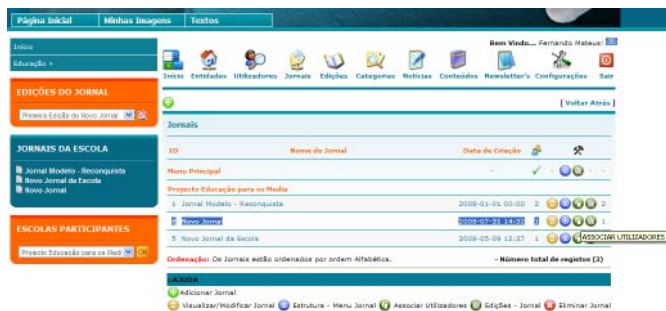 Página Inicial Minhas Imagens Textos
Início
Educação +
Bem Vindo... Fernando Mateus!
Início Entidades Utilizadores Jornais Edições Categorias Notícias Conteúdos Newsletter's Configurações Sair
EDIÇÕES DO JORNAL
Primeira Edição do Novo Jornal
[ Voltar Atrás ]
Jornais
JORNAIS DA ESCOLA
Jornal Modelo - Reconquista
Novo Jornal da Escola
Novo Jornal
ID Nome do Jornal Data de Criação
Menu Principal - - - -
Projecto Educação para os Media
1 Jornal Modelo - Reconquista 2008-01-01 00:00 2 2
Novo Jornal 2008-07-31 14:32 1
5 Novo Jornal da Escola 2008-05-09 12:37 1
ASSOCIAR UTILIZADORES
ESCOLAS PARTICIPANTES
Projecto Educação para os Medi OK
Ordenação: Os Jornais estão ordenados por ordem Alfabética. - Número total de registos (3)
::AJUDA
Adicionar Jornal
Visualizar/Modificar Jornal Estrutura - Menu Jornal Associar Utilizadores Edições - Jornal Eliminar Jornal